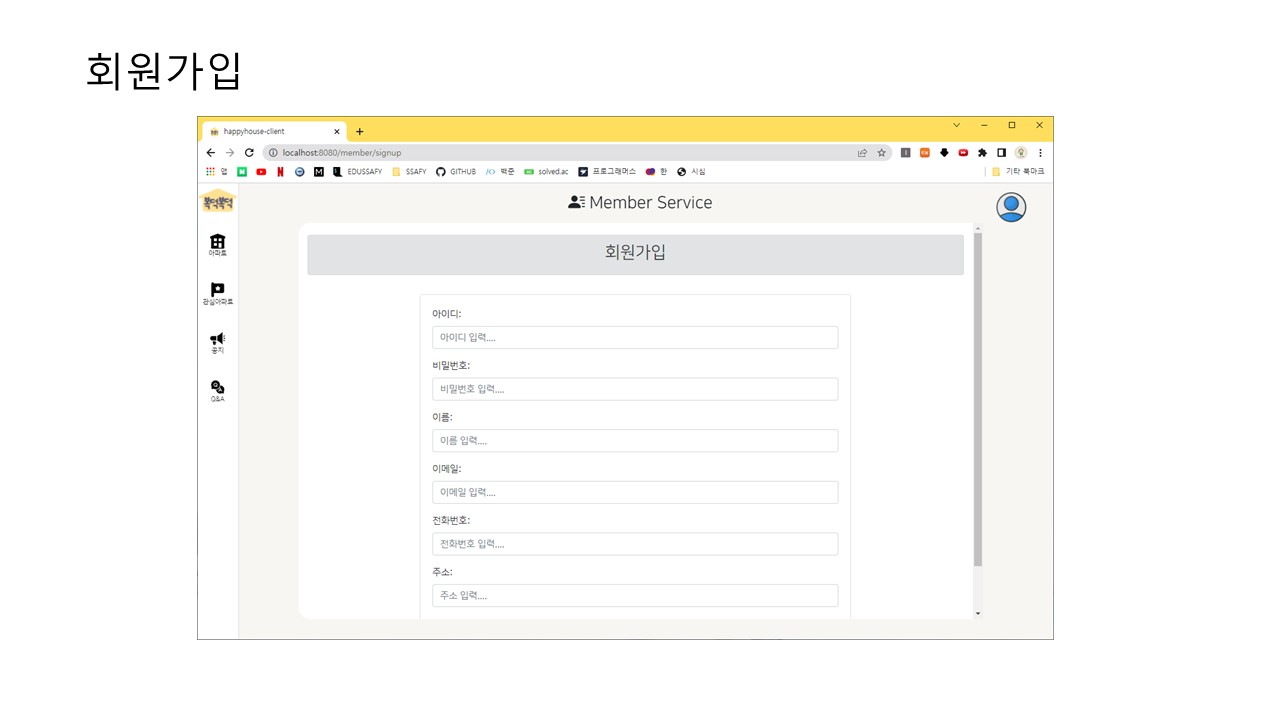 회원가입
happyhouse-client
localhost:8080/member/signup
앱 EDUSSAFY SSAFY GITHUB 백준 solved.ac 프로그래머스 한 시심 기타 북마크
복덕복덕
Member Service
아파트
관심아파트
공지
Q&A
회원가입
아이디:
아이디 입력....
비밀번호:
비밀번호 입력....
이름:
이름 입력....
이메일:
이메일 입력....
전화번호:
전화번호 입력....
주소:
주소 입력....